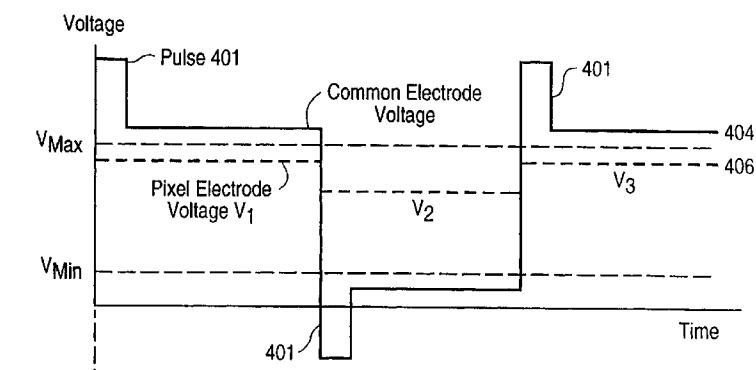 Voltage
Pulse 401
401
Common Electrode
Voltage
404
VMax
406
Pixel Electrode
Voltage V1
V2
V3
VMin
Time
401